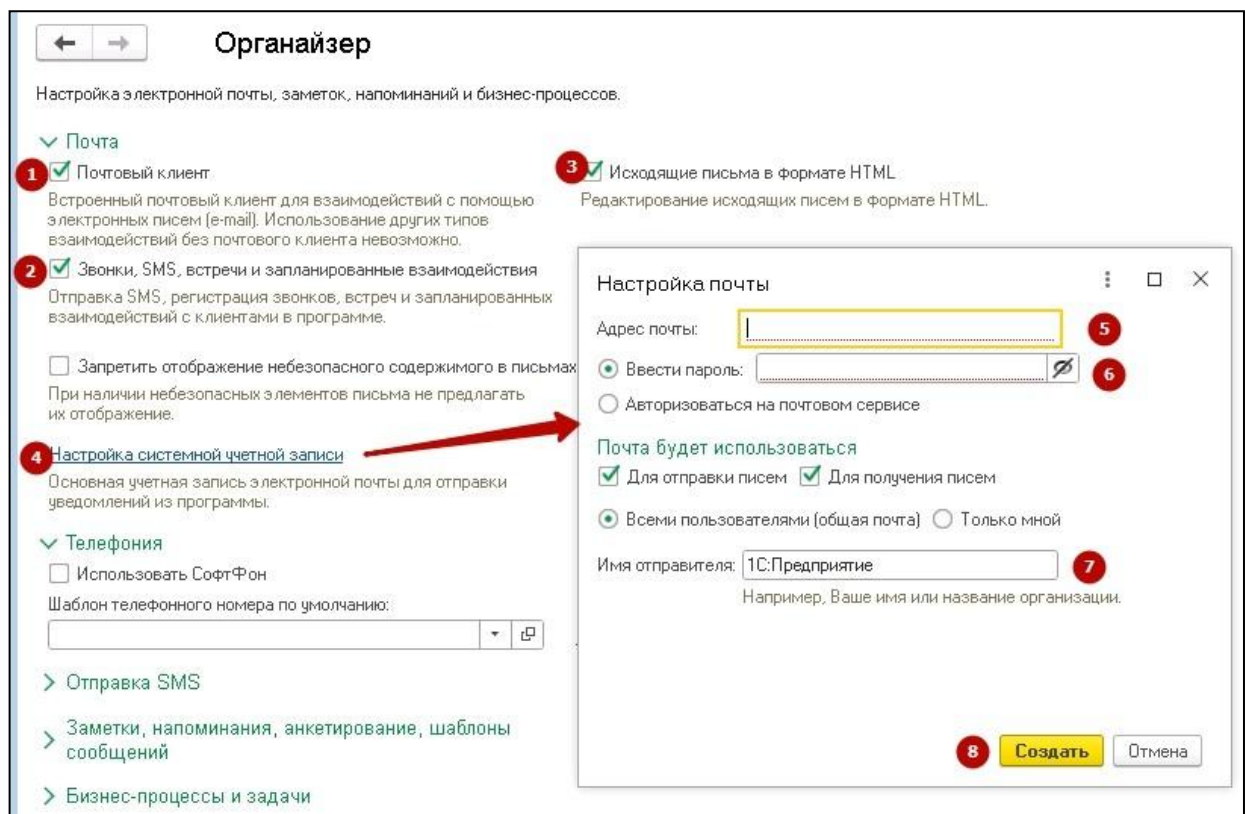 Органайзер
Настройка электронной почты, заметок, напоминаний и бизнес-процессов.
Почта
1 Почтовый клиент
Встроенный почтовый клиент для взаимодействий с помощью
электронных писем (e-mail). Использование других типов
взаимодействий без почтового клиента невозможно.
3 Исходящие письма в формате HTML
Редактирование исходящих писем в формате HTML.
2 Звонки, SMS, встречи и запланированные взаимодействия
Отправка SMS, регистрация звонков, встреч и запланированных
взаимодействий с клиентами в программе.
Запретить отображение небезопасного содержимого в письмах
При наличии небезопасных элементов письма не предлагать
их отображение.
4 Настройка системной учетной записи
Основная учетная запись электронной почты для отправки
уведомлений из программы.
Телефония
Использовать СофтФон
Шаблон телефонного номера по умолчанию:
Отправка SMS
Заметки, напоминания, анкетирование, шаблоны
сообщений
Бизнес-процессы и задачи
Настройка почты
Адрес почты: 5
Ввести пароль: 6
Авторизоваться на почтовом сервисе
Почта будет использоваться
Для отправки писем Для получения писем
Всеми пользователями (общая почта) Только мной
Имя отправителя: 1С:Предприятие 7
Например, Ваше имя или название организации.
8 Создать Отмена